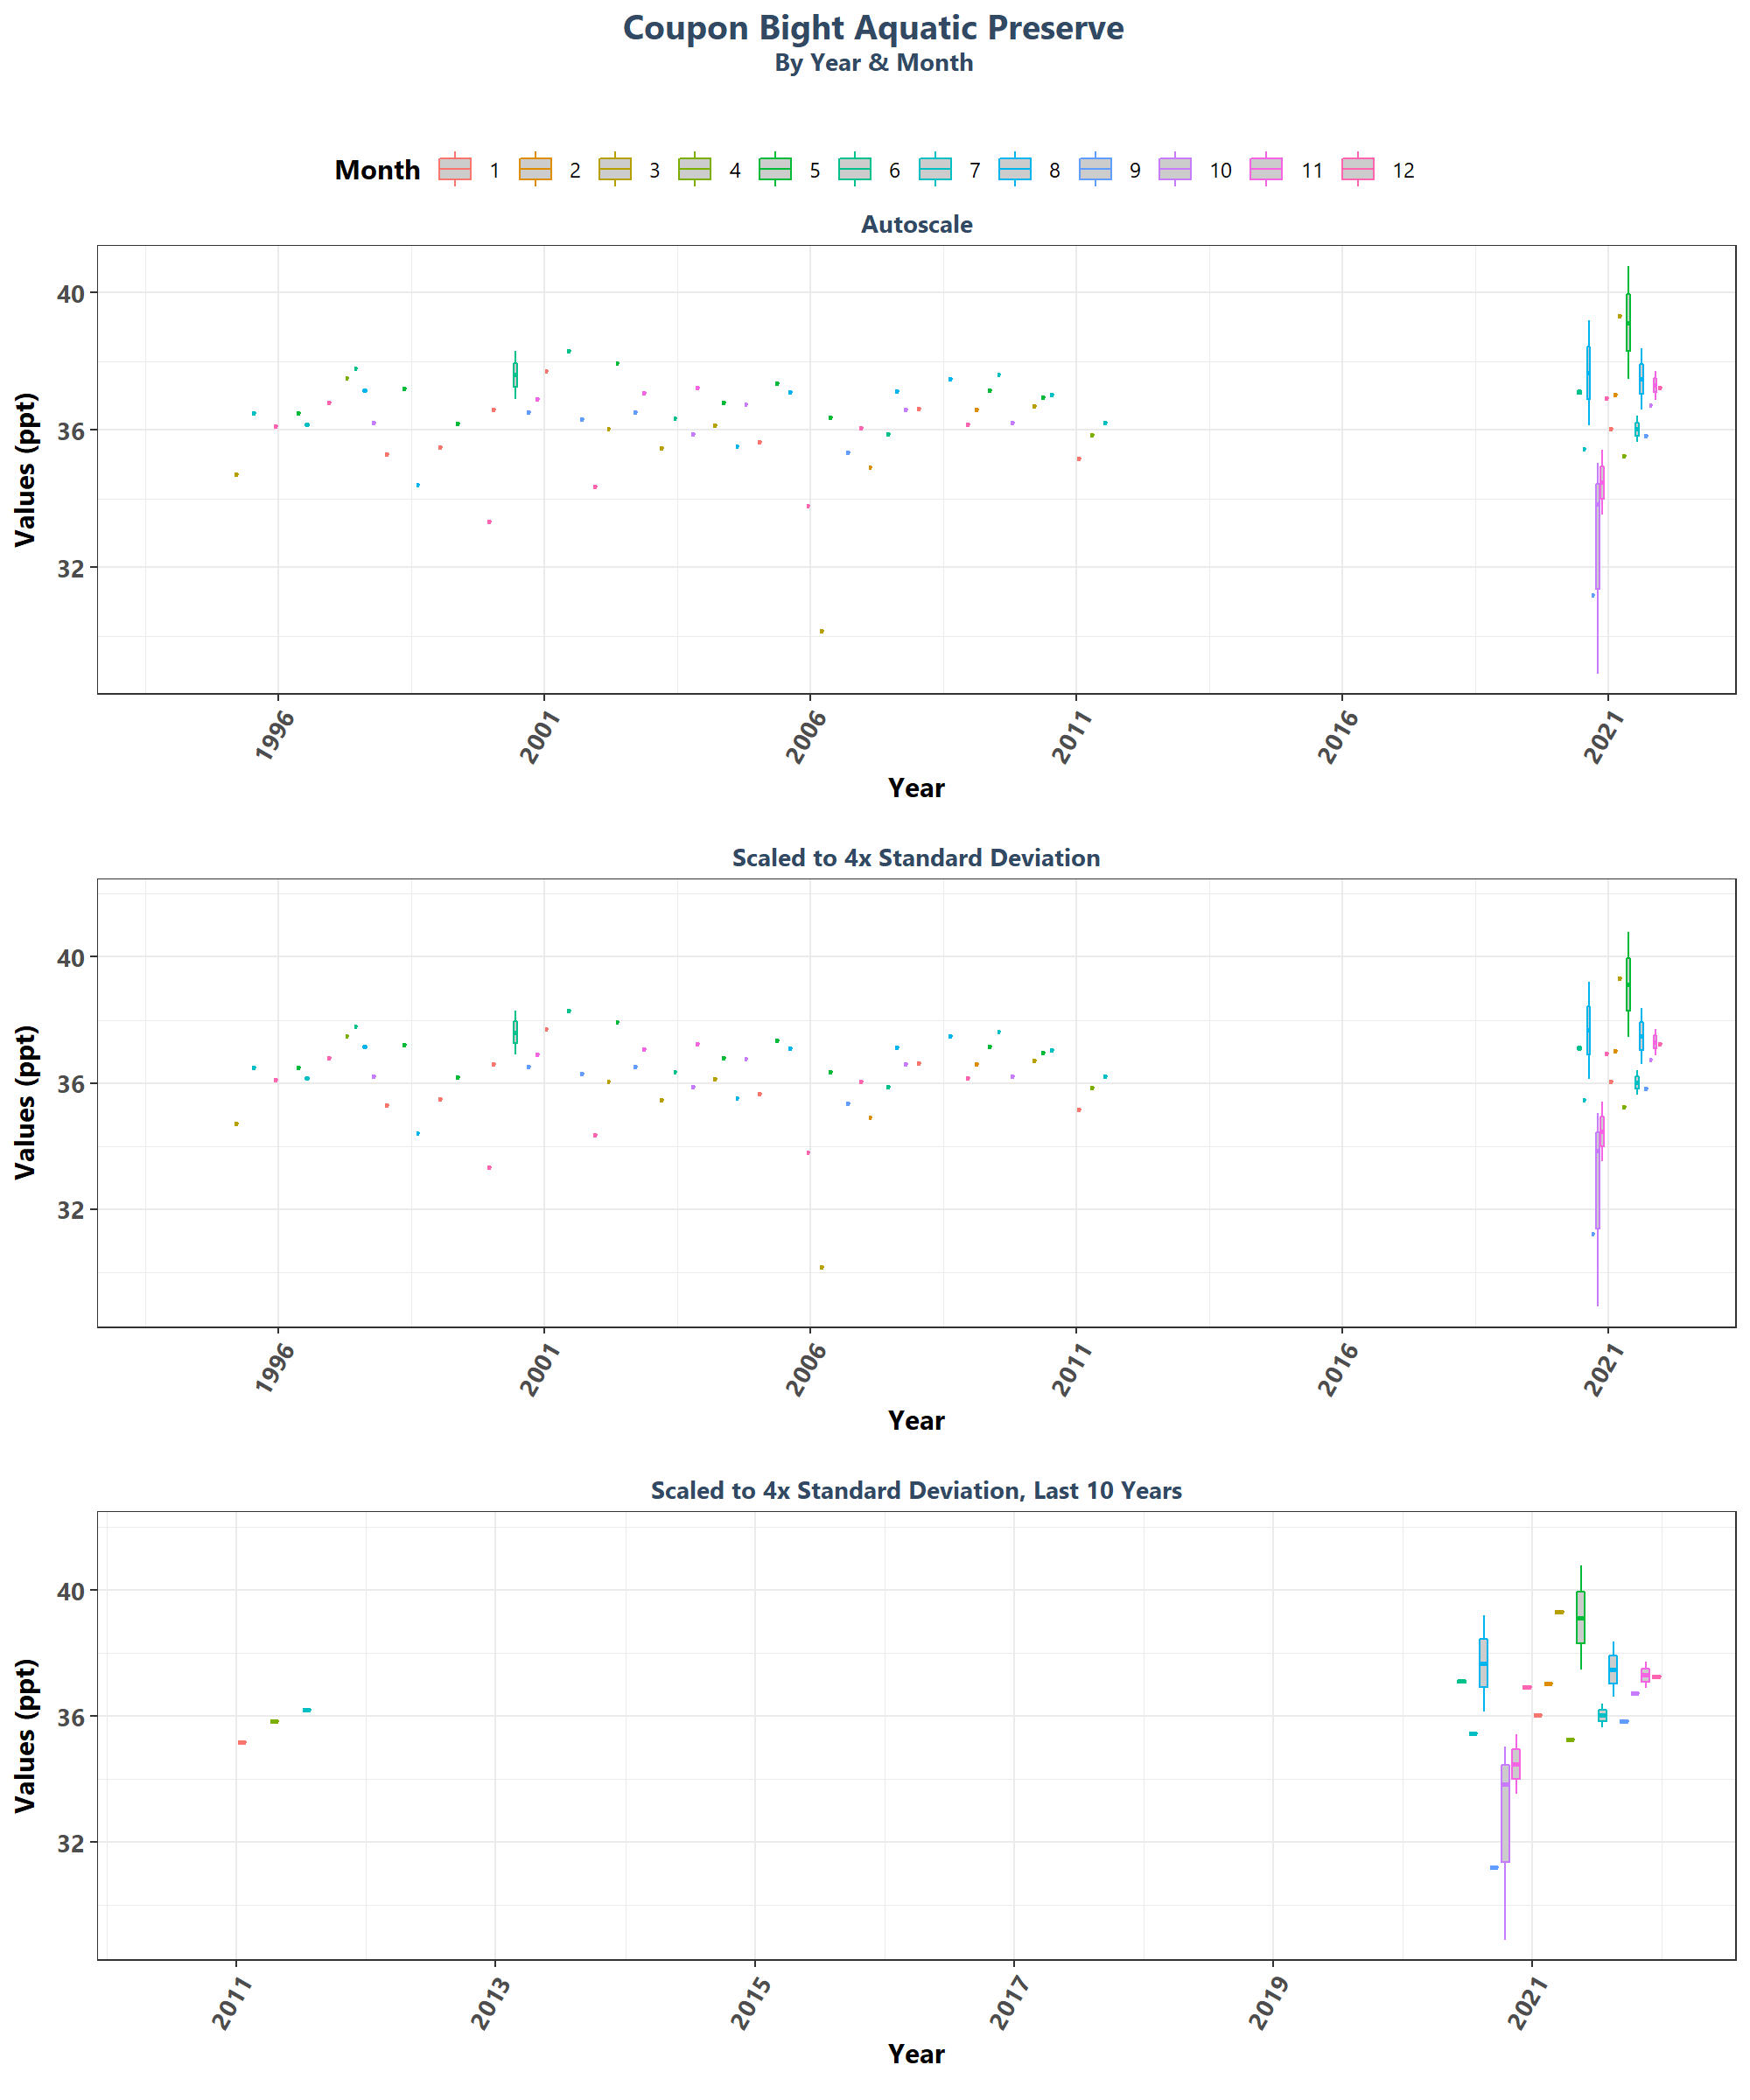 Coupon Bight Aquatic Preserve
By Year & Month
Month 1 2 3 4 5 6 7 8 9 10 11 12
Autoscale
Values (ppt)
40
36
32
1996 2001 2006 2011 2016 2021
Year
Scaled to 4x Standard Deviation
Values (ppt)
40
36
32
1996 2001 2006 2011 2016 2021
Year
Scaled to 4x Standard Deviation, Last 10 Years
Values (ppt)
40
36
32
2011 2013 2015 2017 2019 2021
Year